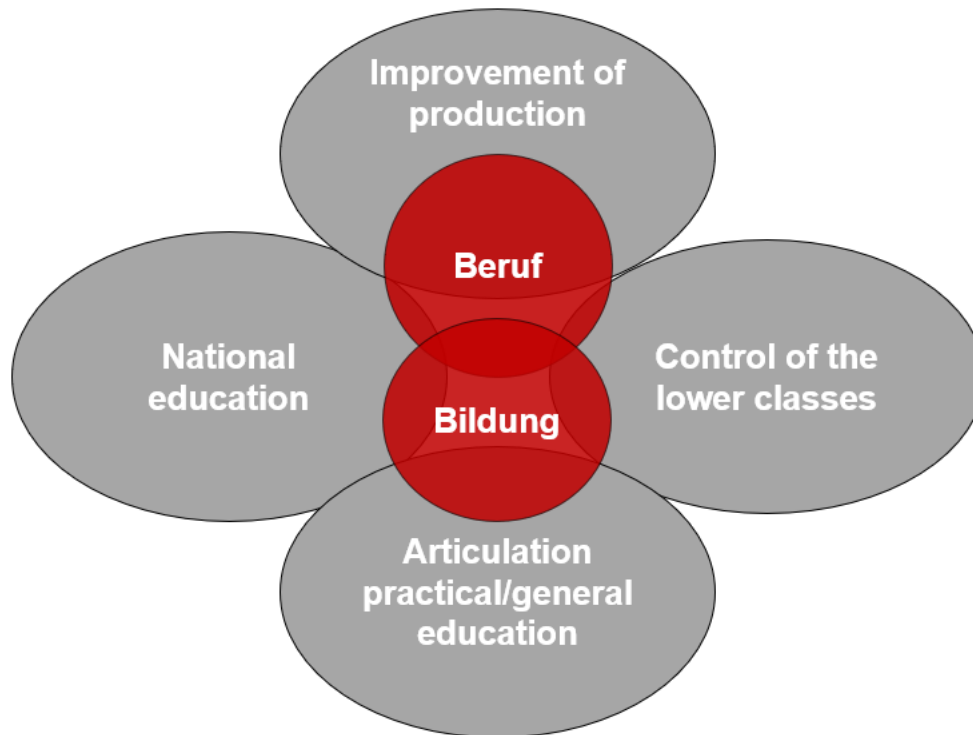 Improvement of
production
Beruf
National
education
Control of the
lower classes
Bildung
Articulation
practical/general
education